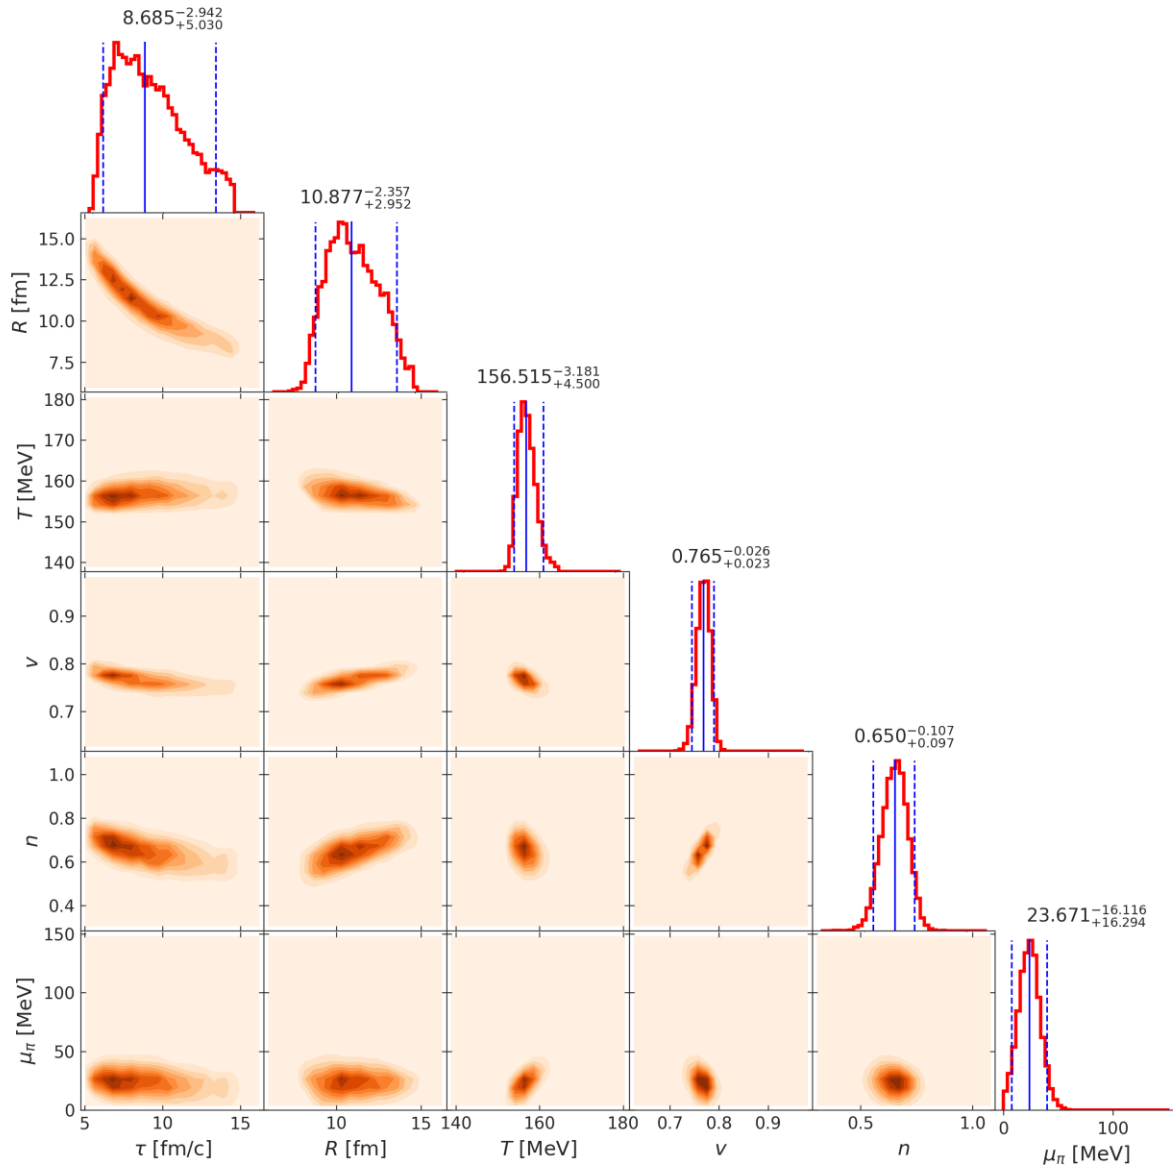 8.685 −2.942 +5.030
10.877 −2.357 +2.952
15.0
12.5
10.0
7.5
R [fm]
156.515 −3.181 +4.500
180
170
160
150
140
T [MeV]
0.765 −0.026 +0.023
0.9
0.8
0.7
v
0.650 −0.107 +0.097
1.0
0.8
0.6
0.4
n
23.671 −16.116 +16.294
150
100
50
0
μπ [MeV]
5 10 15 10 15 140 160 180 0.7 0.8 0.9 0.5 1.0 0 100
τ [fm/c] R [fm] T [MeV] v n μπ [MeV]